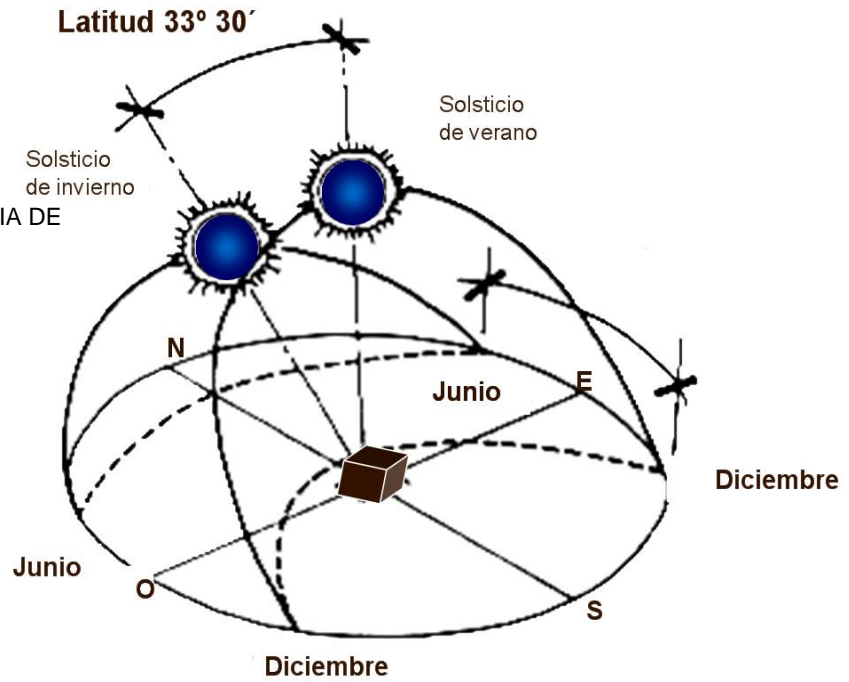 Latitud 33º 30´
Solsticio
de verano
Solsticio
de invierno
IA DE
N
Junio
E
Diciembre
Junio
O
S
Diciembre